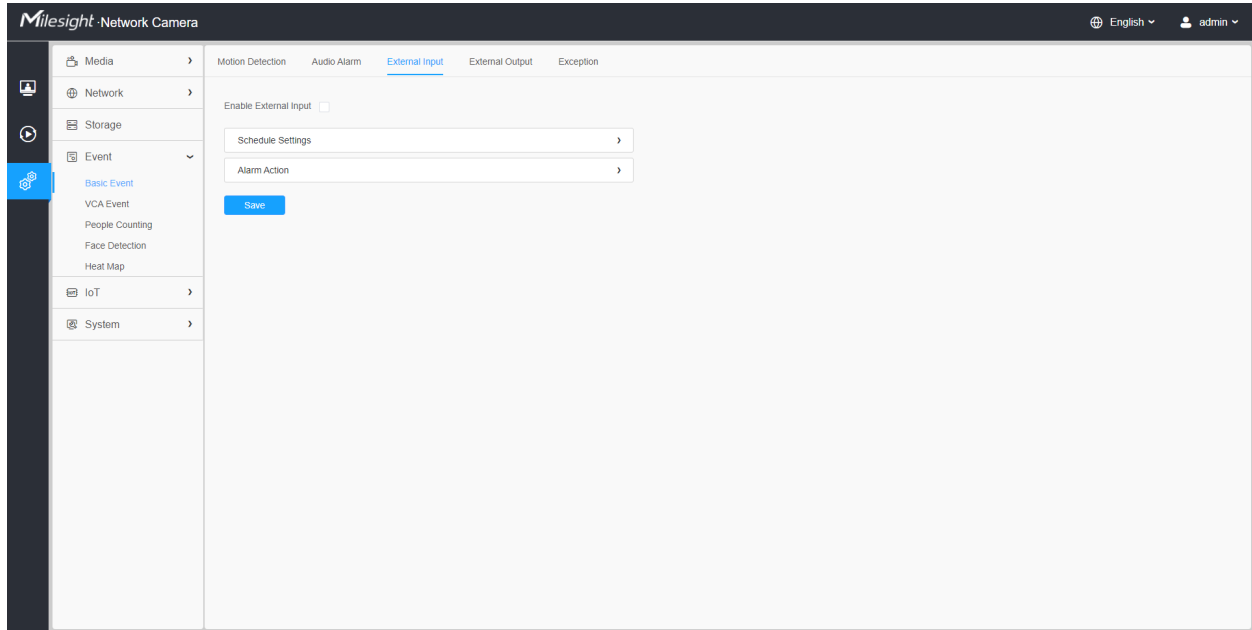 Milesight · Network Camera
English
admin
Media
Network
Storage
Event
Basic Event
VCA Event
People Counting
Face Detection
Heat Map
IoT
System
Motion Detection Audio Alarm External Input External Output Exception
Enable External Input
Schedule Settings
Alarm Action
Save